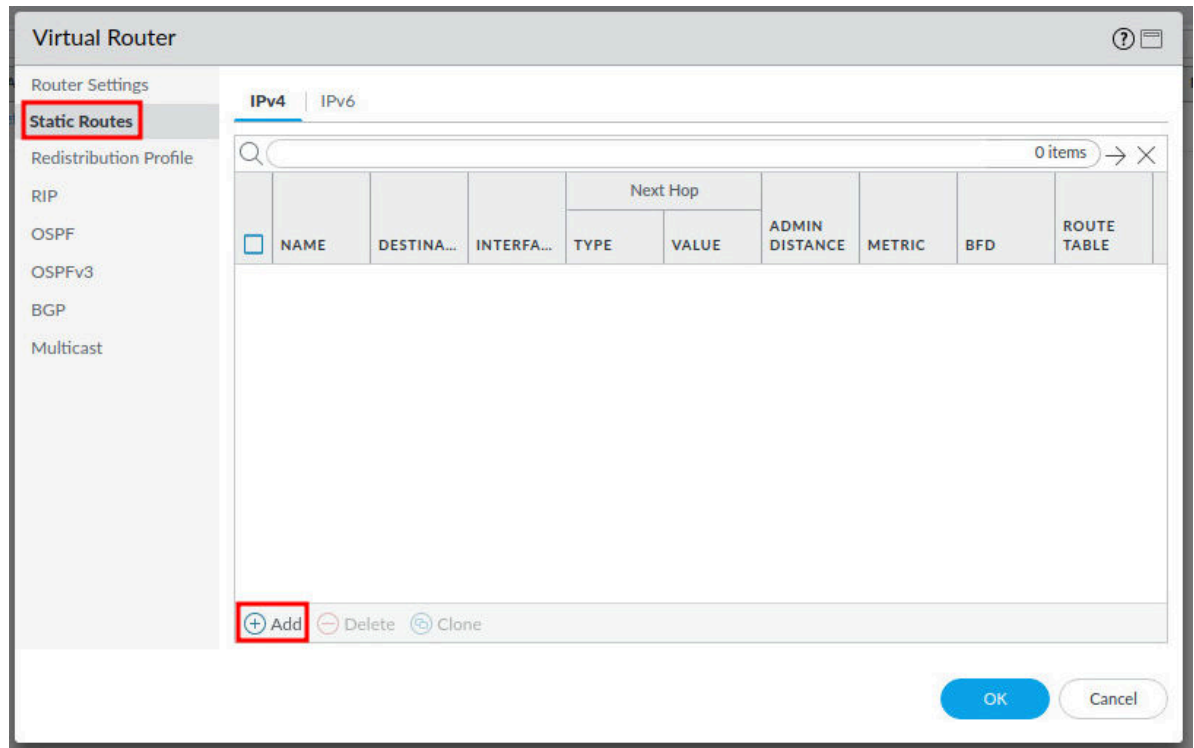 Virtual Router
Router Settings
Static Routes
Redistribution Profile
RIP
OSPF
OSPFv3
BGP
Multicast
IPv4 IPv6
0 items
Next Hop
NAME DESTINA... INTERFA... TYPE VALUE ADMIN DISTANCE METRIC BFD ROUTE TABLE
Add Delete Clone
OK Cancel